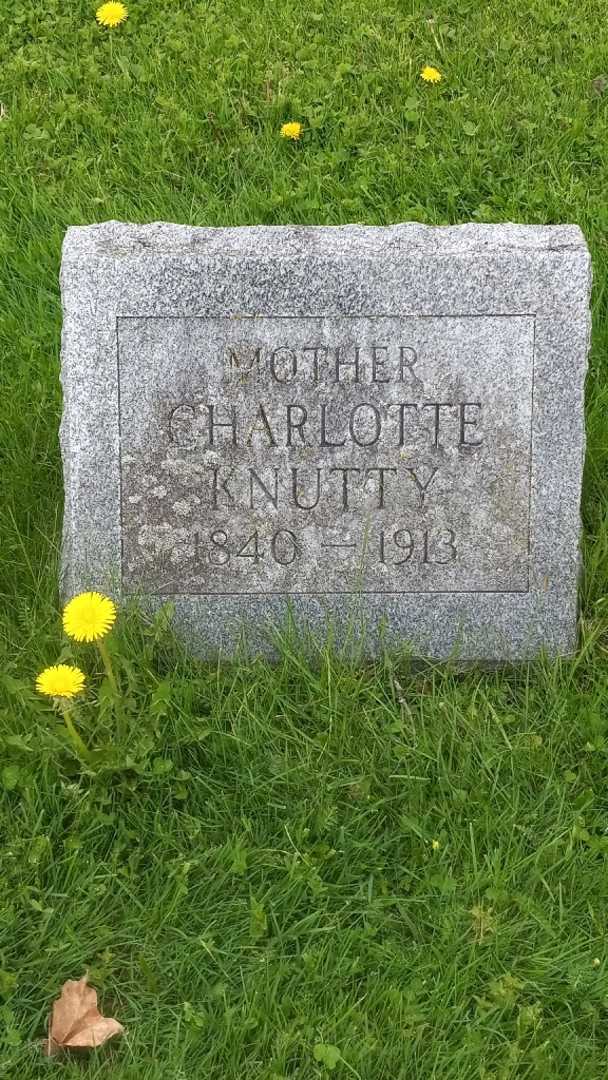 MOTHER
CHARLOTTE
KNUTTY
1840 — 1913